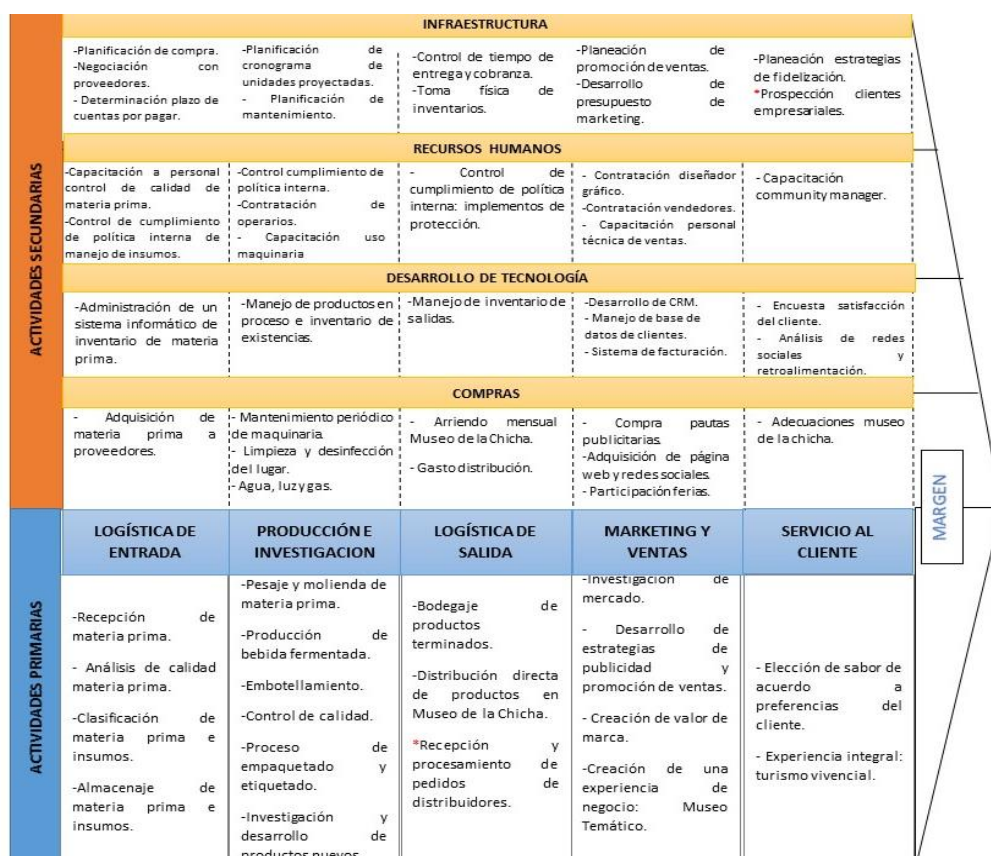 INFRAESTRUCTURA
-Planificación de compra.
-Negociación con
proveedores.
- Determinación plazo de
cuentas por pagar.
-Planificación de
cronograma de
unidades proyectadas.
- Planificación de
mantenimiento.
-Control de tiempo de
entrega y cobranza.
-Toma física de
inventarios.
-Planeación de
promoción de ventas.
-Desarrollo de
presupuesto de
marketing.
-Planeación estrategias
de fidelización.
*Prospección clientes
empresariales.
ACTIVIDADES SECUNDARIAS
RECURSOS HUMANOS
-Capacitación a personal
control de calidad de
materia prima.
-Control de cumplimiento
de política interna de
manejo de insumos.
-Control cumplimiento de
política interna.
-Contratación de
operarios.
- Capacitación uso
maquinaria
- Control de
cumplimiento de política
interna: implementos de
protección.
- Contratación diseñador
gráfico.
-Contratación vendedores.
- Capacitación personal
técnica de ventas.
- Capacitación
community manager.
DESARROLLO DE TECNOLOGÍA
-Administración de un
sistema informático de
inventario de materia
prima.
-Manejo de productos en
proceso e inventario de
existencias.
-Manejo de inventario de
salidas.
-Desarrollo de CRM.
- Manejo de base de
datos de clientes.
- Sistema de facturación.
- Encuesta satisfacción
del cliente.
- Análisis de redes
sociales y
retroalimentación.
COMPRAS
- Adquisición de
materia prima a
proveedores.
- Mantenimiento periódico
de maquinaria.
- Limpieza y desinfección
del lugar.
- Agua, luz y gas.
- Arriendo mensual
Museo de la Chicha.
- Gasto distribución.
- Compra pautas
publicitarias.
-Adquisición de página
web y redes sociales.
- Participación ferias.
- Adecuaciones museo
de la chicha.
MARGEN
ACTIVIDADES PRIMARIAS
LOGÍSTICA DE
ENTRADA
PRODUCCIÓN E
INVESTIGACION
LOGÍSTICA DE
SALIDA
MARKETING Y
VENTAS
SERVICIO AL
CLIENTE
-Recepción de
materia prima.
- Análisis de calidad
materia prima.
-Clasificación de
materia prima e
insumos.
-Almacenaje de
materia prima e
insumos.
-Pesaje y molienda de
materia prima.
-Producción de
bebida fermentada.
-Embotellamiento.
-Control de calidad.
-Proceso de
empaquetado y
etiquetado.
-Investigación y
desarrollo de
productos nuevos
-Bodegaje de
productos
terminados.
-Distribución directa
de productos en
Museo de la Chicha.
*Recepción y
procesamiento de
pedidos de
distribuidores.
-Investigación de
mercado.
- Desarrollo de
estrategias de
publicidad y
promoción de ventas.
- Creación de valor de
marca.
-Creación de una
experiencia de
negocio: Museo
Temático.
- Elección de sabor de
acuerdo a
preferencias del
cliente.
- Experiencia integral:
turismo vivencial.